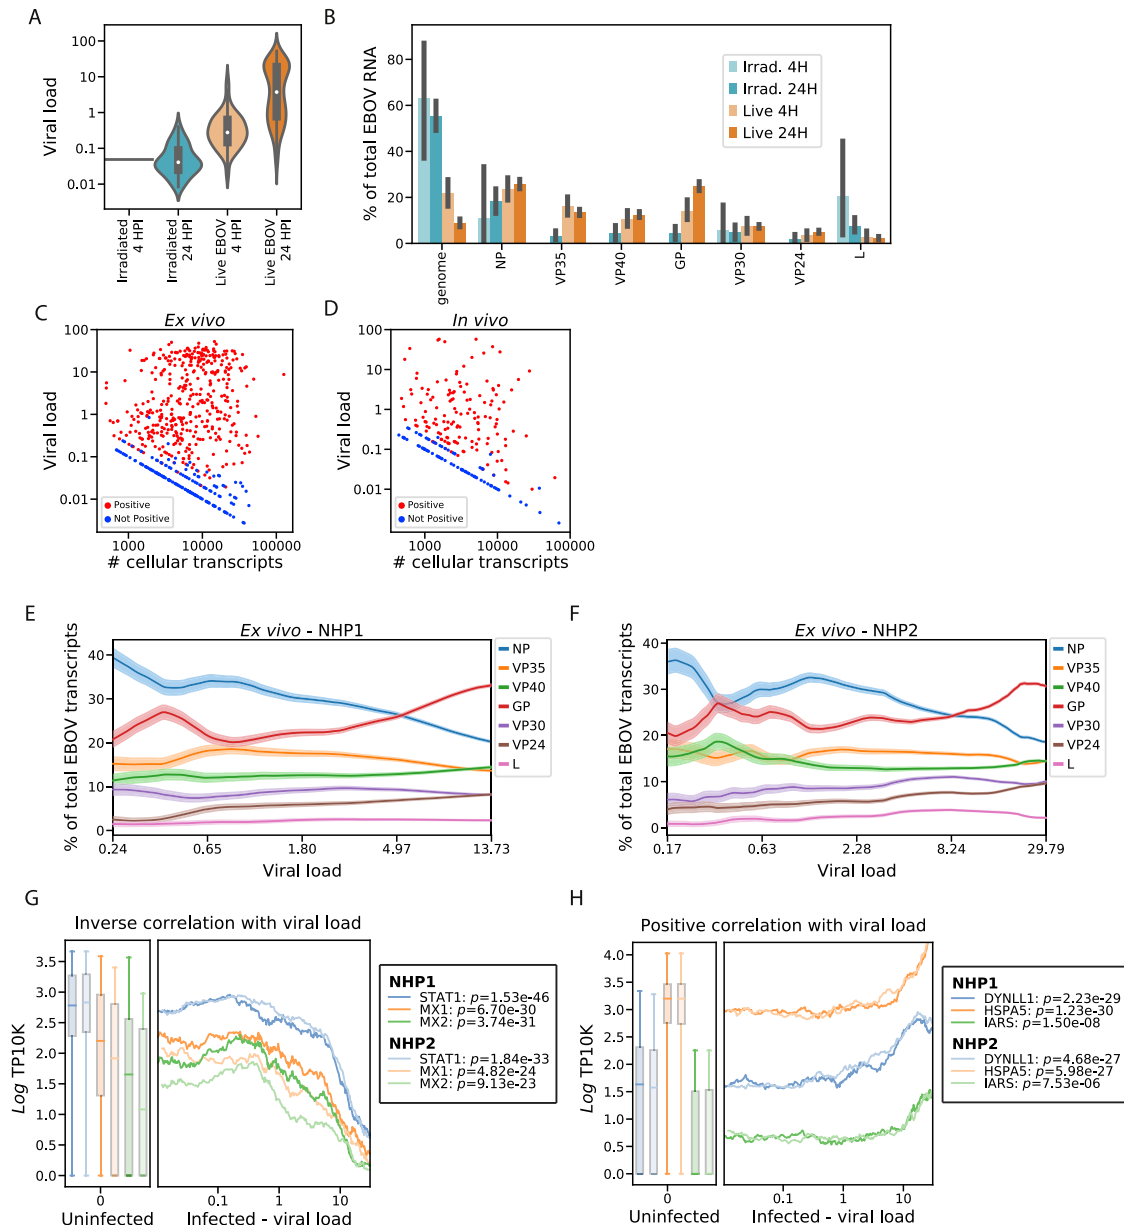 A
Viral load
100
10
1
0.1
0.01
Irradiated
4 HPI
Irradiated
24 HPI
Live EBOV
4 HPI
Live EBOV
24 HPI
B
% of total EBOV RNA
80
60
40
20
0
Irrad. 4H
Irrad. 24H
Live 4H
Live 24H
genome
NP
VP35
VP40
GP
VP30
VP24
L
C
Ex vivo
Viral load
100
10
1
0.1
0.01
Positive
Not Positive
1000 10000 100000
# cellular transcripts
D
In vivo
Viral load
100
10
1
0.1
0.01
Positive
Not Positive
1000 10000 100000
# cellular transcripts
E
Ex vivo - NHP1
% of total EBOV transcripts
40
30
20
10
0
0.24 0.65 1.80 4.97 13.73
Viral load
NP
VP35
VP40
GP
VP30
VP24
L
F
Ex vivo - NHP2
% of total EBOV transcripts
40
30
20
10
0
0.17 0.63 2.28 8.24 29.79
Viral load
NP
VP35
VP40
GP
VP30
VP24
L
G
Inverse correlation with viral load
Log TP10K
3.5
3.0
2.5
2.0
1.5
1.0
0.5
0.0
0 0.1 1 10
Uninfected Infected - viral load
NHP1
STAT1: p=1.53e-46
MX1: p=6.70e-30
MX2: p=3.74e-31
NHP2
STAT1: p=1.84e-33
MX1: p=4.82e-24
MX2: p=9.13e-23
H
Positive correlation with viral load
Log TP10K
4.0
3.5
3.0
2.5
2.0
1.5
1.0
0.5
0.0
0 0.1 1 10
Uninfected Infected - viral load
NHP1
DYNLL1: p=2.23e-29
HSPA5: p=1.23e-30
IARS: p=1.50e-08
NHP2
DYNLL1: p=4.68e-27
HSPA5: p=5.98e-27
IARS: p=7.53e-06